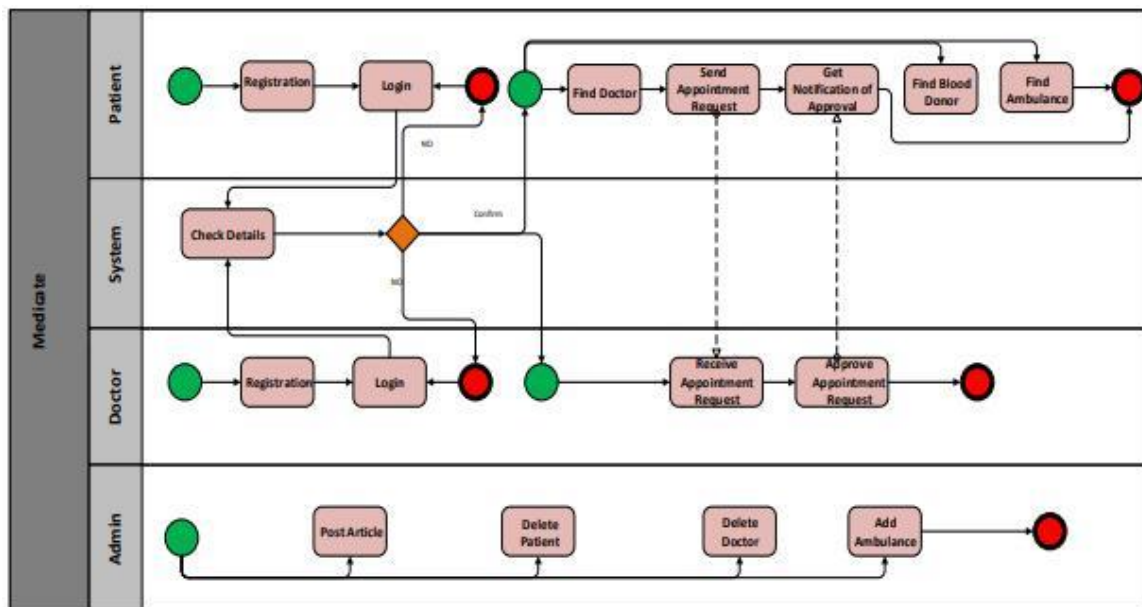 Medicate
Patient
Registration
Login
Find Doctor
Send
Appointment
Request
Get
Notification of
Approval
Find Blood
Donor
Find
Ambulance
NO
System
Check Details
Confirm
NO
Doctor
Registration
Login
Receive
Appointment
Request
Approve
Appointment
Request
Admin
Post Article
Delete
Patient
Delete
Doctor
Add
Ambulance